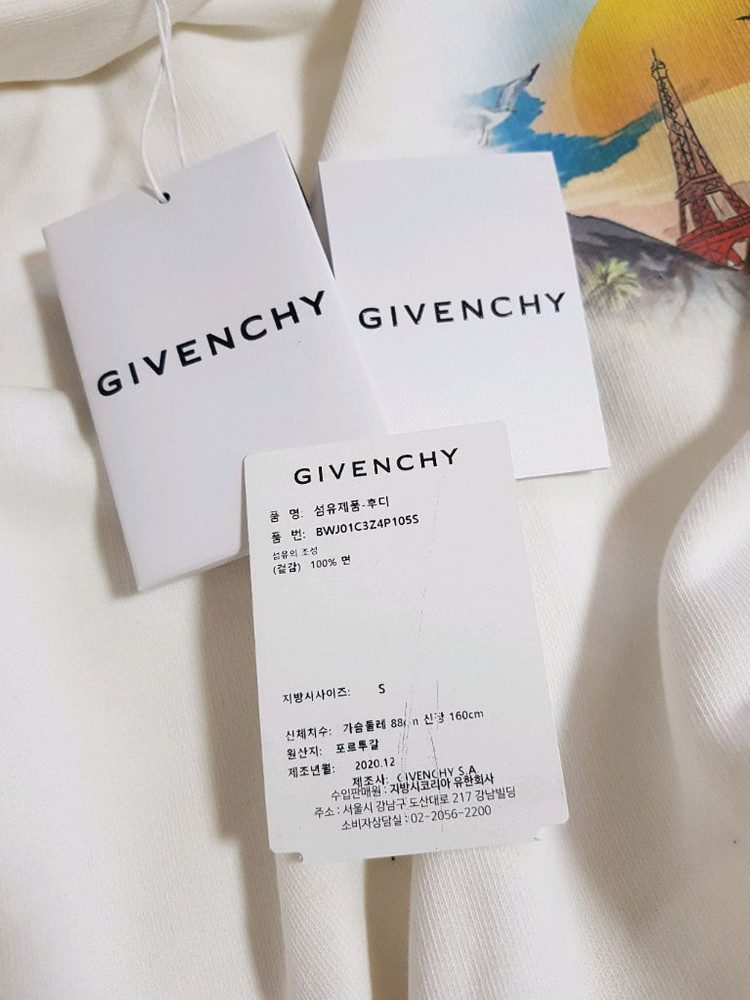 GIVENCHY
GIVENCHY
GIVENCHY
품 명: 섬유제품-후디
품 번: BWJ01C3Z4P105S
섬유의 조성
(겉감) 100% 면
지방시사이즈: S
신체치수: 가슴둘레 88cm 신장 160cm
원산지: 포르투갈
제조년월: 2020.12
제조사: GIVENCHY S.A
수입판매원 : 지방시코리아 유한회사
주소 : 서울시 강남구 도산대로 217 강남빌딩
소비자상담실 : 02-2056-2200